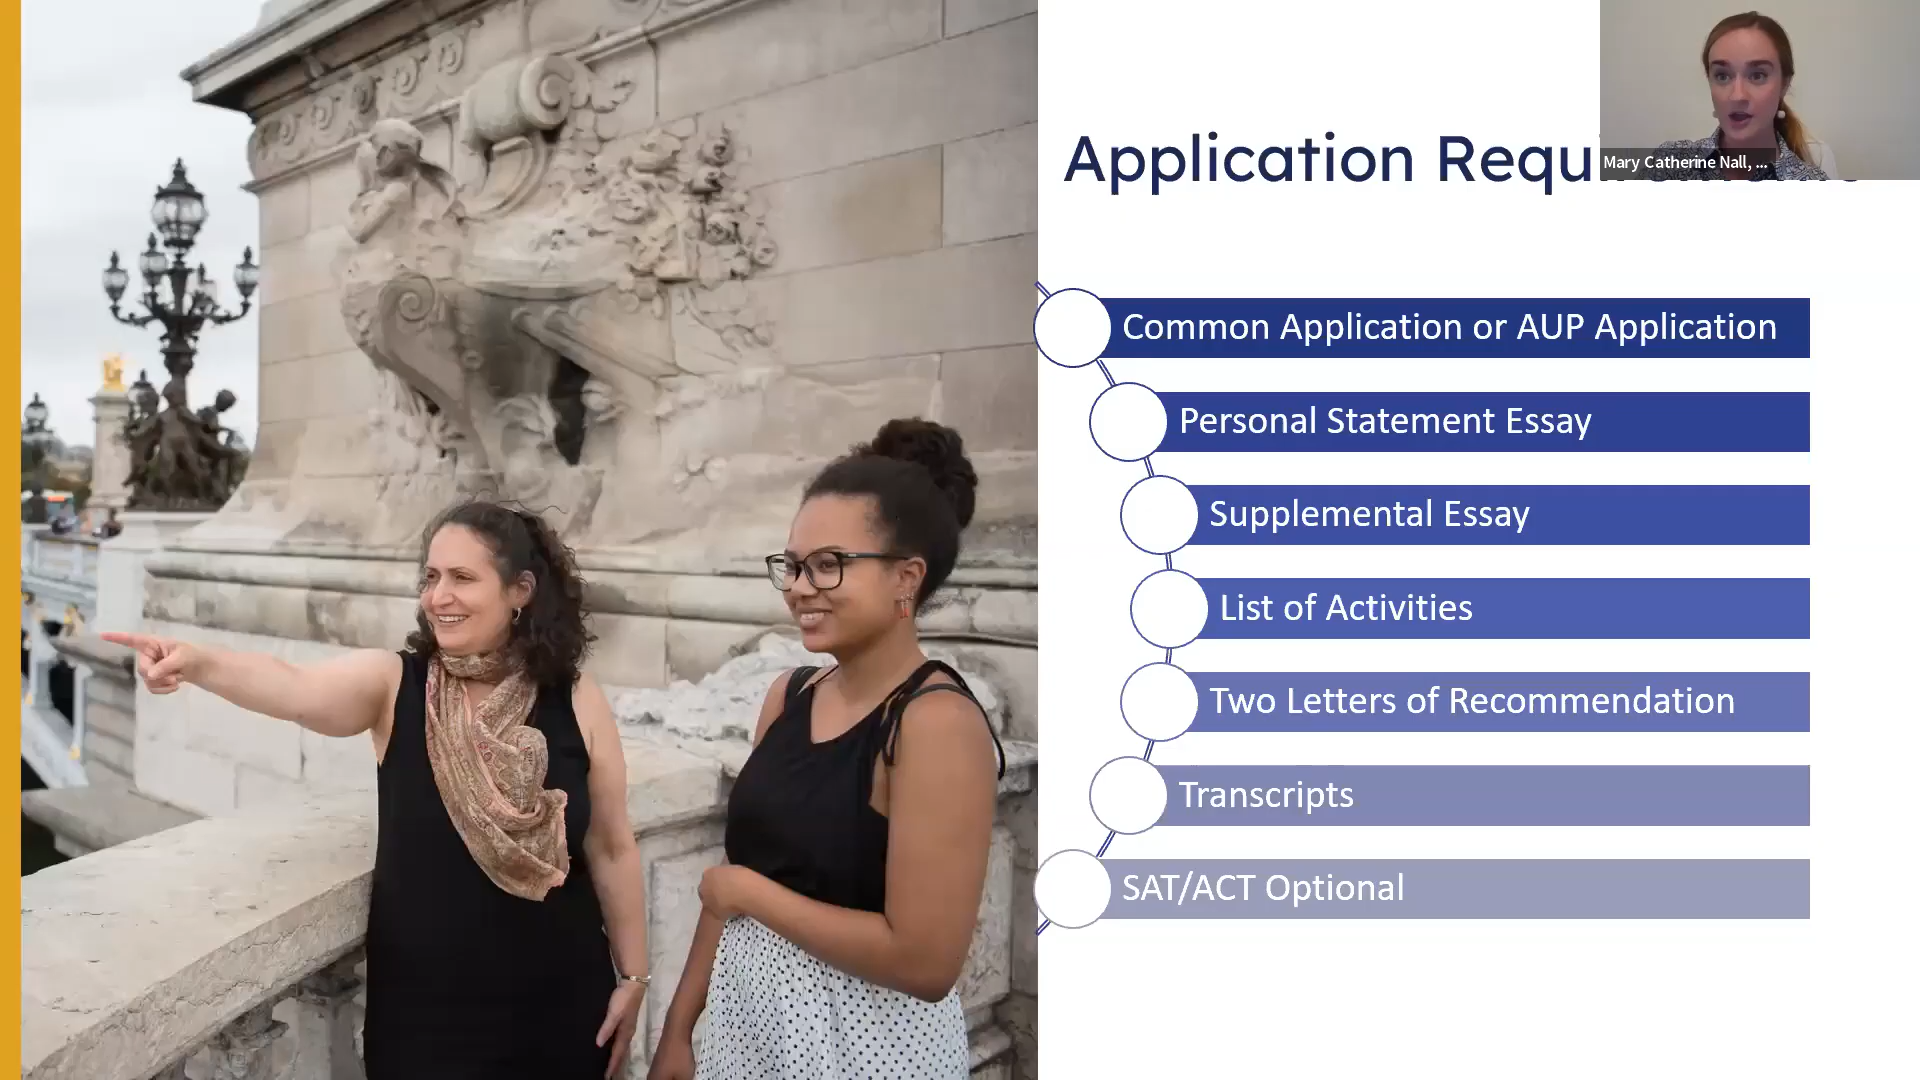 Application Requ
Mary Catherine Nall, ...
Common Application or AUP Application
Personal Statement Essay
Supplemental Essay
List of Activities
Two Letters of Recommendation
Transcripts
SAT/ACT Optional